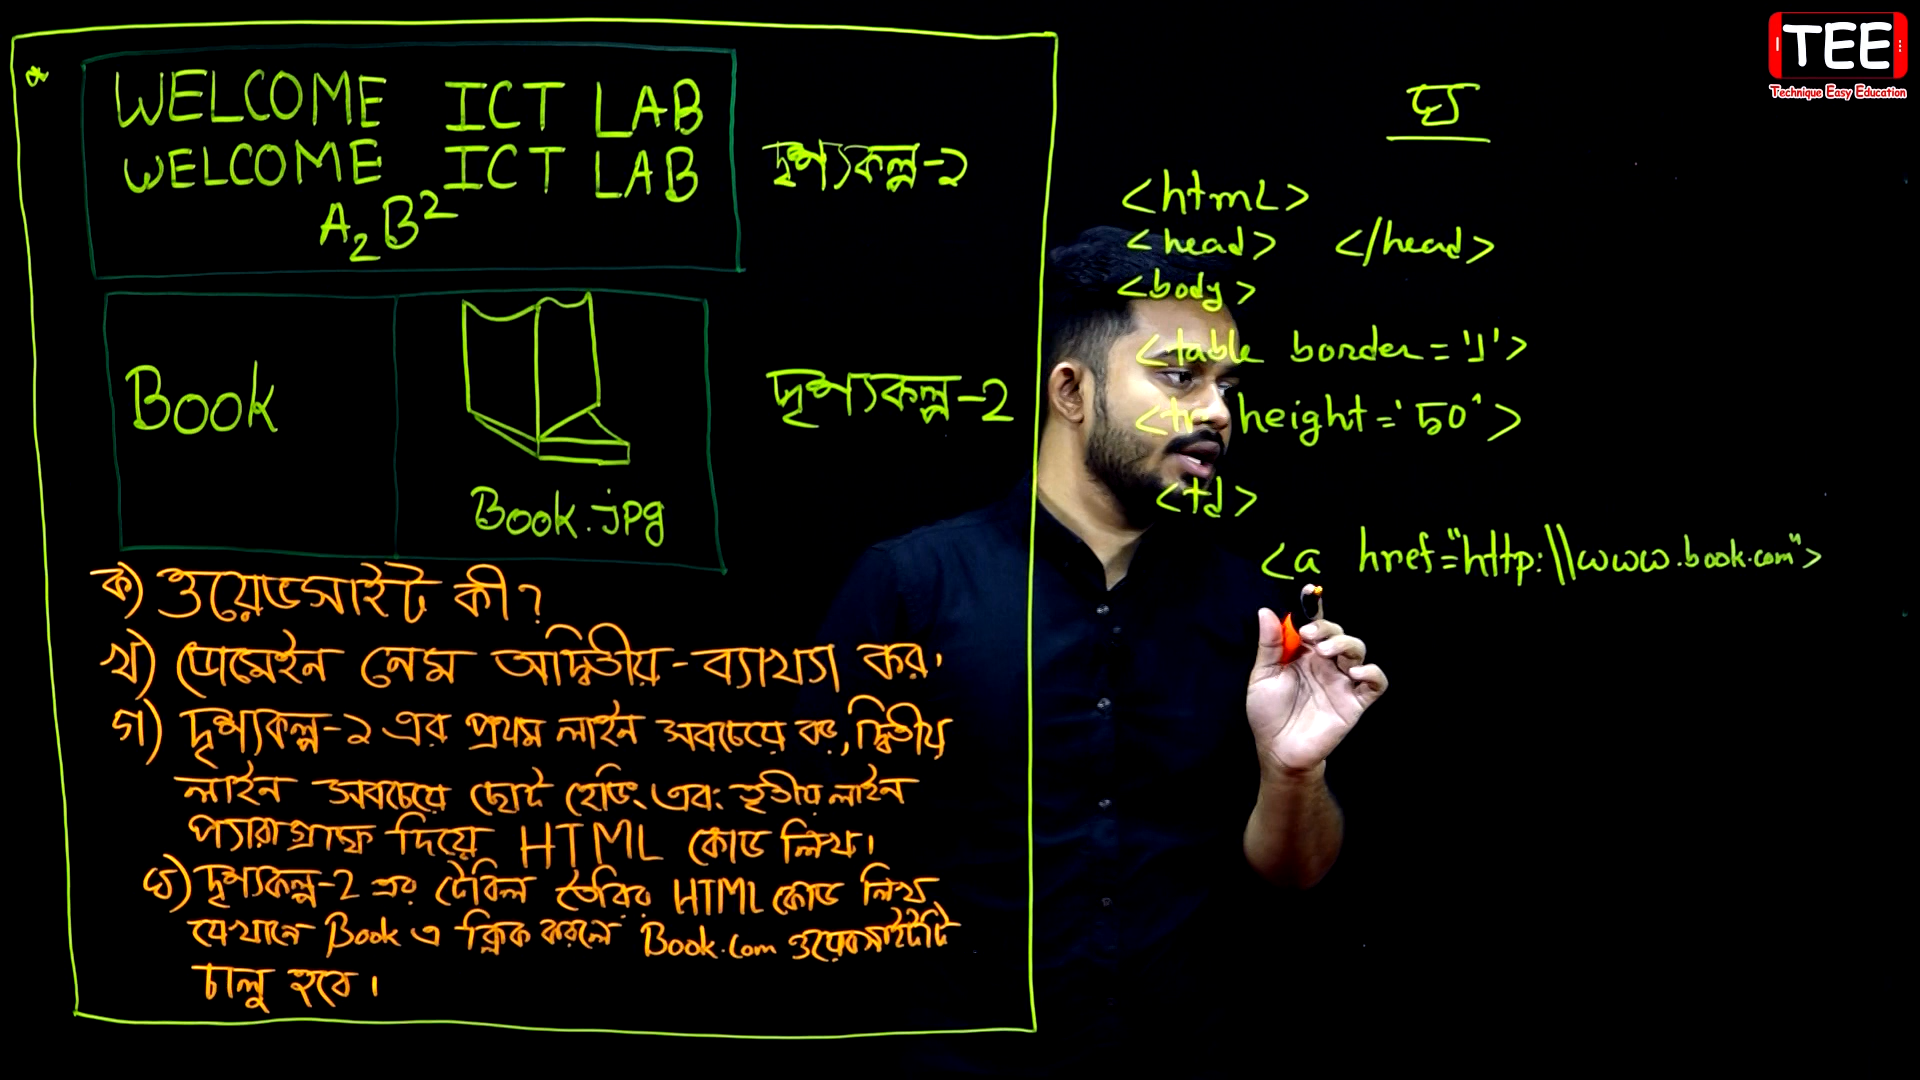 WELCOME ICT LAB
WELCOME ICT LAB
A₂B²
দৃশ্যকল্প-১
Book
Book.jpg
দৃশ্যকল্প-2
ক) ওয়েবসাইট কী?
খ) ডোমেইন নেম অদ্বিতীয়-ব্যাখ্যা কর।
গ) দৃশ্যকল্প-১ এর প্রথম লাইন সবচেয়ে বড়, দ্বিতীয়
লাইন সবচেয়ে ছোট হেডিং এবং তৃতীয় লাইন
প্যারাগ্রাফ দিয়ে HTML কোড লিখ।
ঘ) দৃশ্যকল্প-2 এর টেবিল তৈরির HTML কোড লিখ
যেখানে Book এ ক্লিক করলে Book.com ওয়েবসাইটটি
চালু হবে।
TEE
Technique Easy Education
ঘ
<html>
<head> </head>
<body>
<table border='1'>
<tr height='50'>
<td>
<a href="http:\\www.book.com">